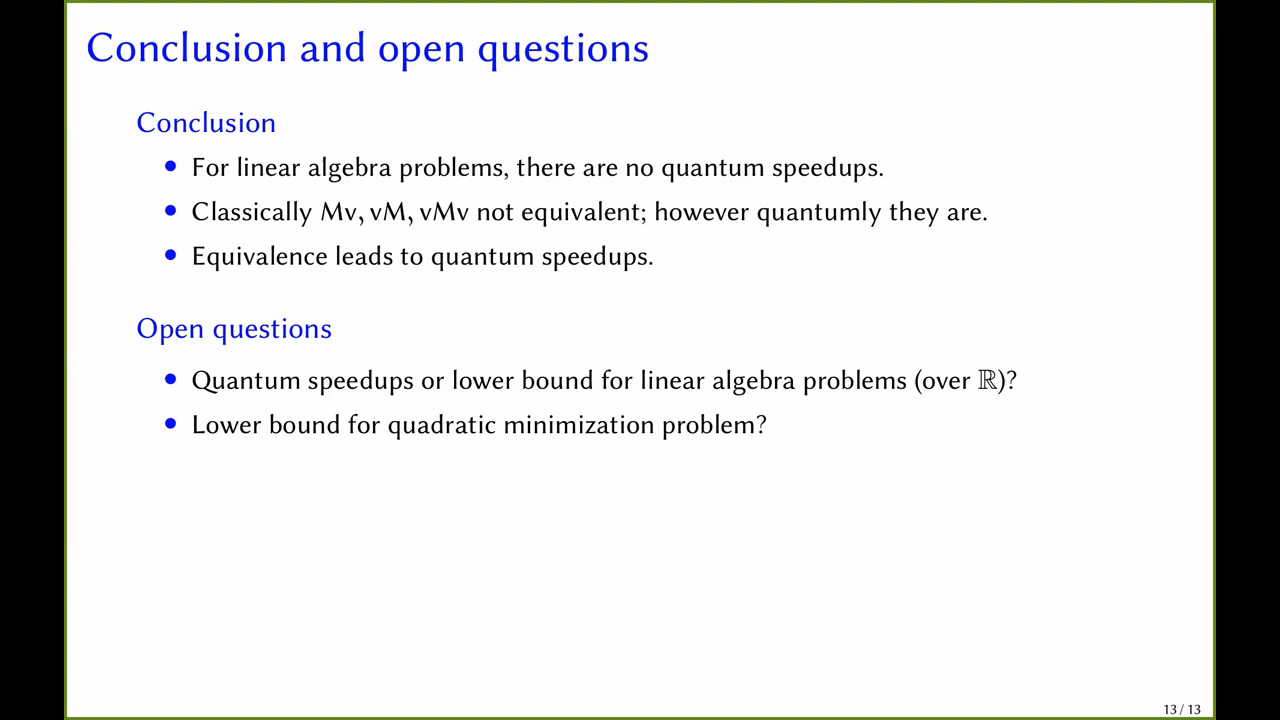 Conclusion and open questions
Conclusion
• For linear algebra problems, there are no quantum speedups.
• Classically Mv, vM, vMv not equivalent; however quantumly they are.
• Equivalence leads to quantum speedups.
Open questions
• Quantum speedups or lower bound for linear algebra problems (over ℝ)?
• Lower bound for quadratic minimization problem?
13 / 13